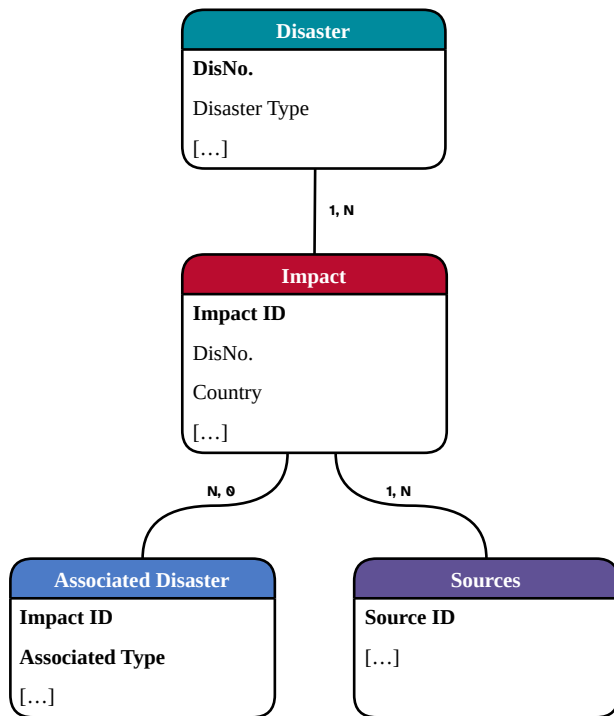 Disaster
DisNo.
Disaster Type
[…]
1, N
Impact
Impact ID
DisNo.
Country
[…]
N, 0
1, N
Associated Disaster
Impact ID
Associated Type
[…]
Sources
Source ID
[…]